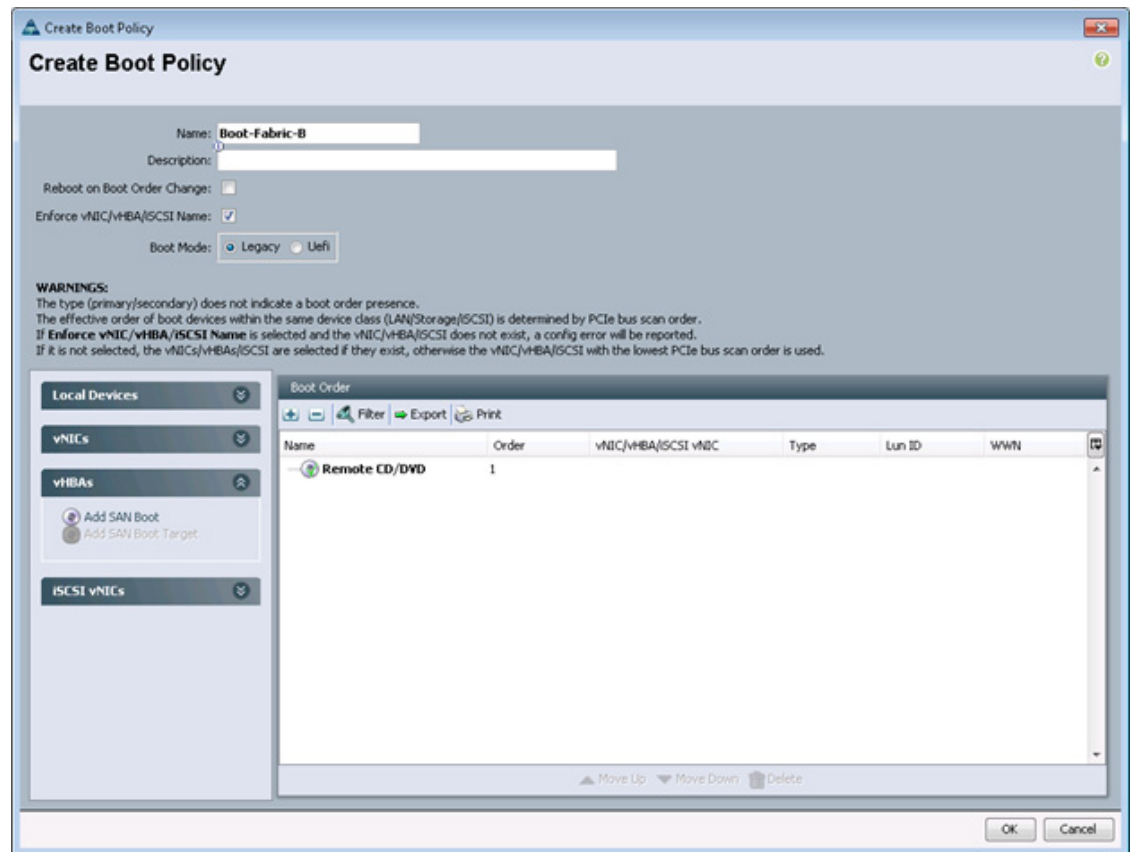 Create Boot Policy
Create Boot Policy
Name: Boot-Fabric-B
Description:
Reboot on Boot Order Change:
Enforce vNIC/vHBA/iSCSI Name:
Boot Mode: Legacy Uefi
WARNINGS:
The type (primary/secondary) does not indicate a boot order presence.
The effective order of boot devices within the same device class (LAN/Storage/iSCSI) is determined by PCIe bus scan order.
If Enforce vNIC/vHBA/iSCSI Name is selected and the vNIC/vHBA/iSCSI does not exist, a config error will be reported.
If it is not selected, the vNICs/vHBAs/iSCSI are selected if they exist, otherwise the vNIC/vHBA/iSCSI with the lowest PCIe bus scan order is used.
Local Devices
vNICs
vHBAs
Add SAN Boot
Add SAN Boot Target
iSCSI vNICs
Boot Order
Filter Export Print
Name Order vNIC/vHBA/iSCSI vNIC Type Lun ID WWN
Remote CD/DVD 1
Move Up Move Down Delete
OK Cancel